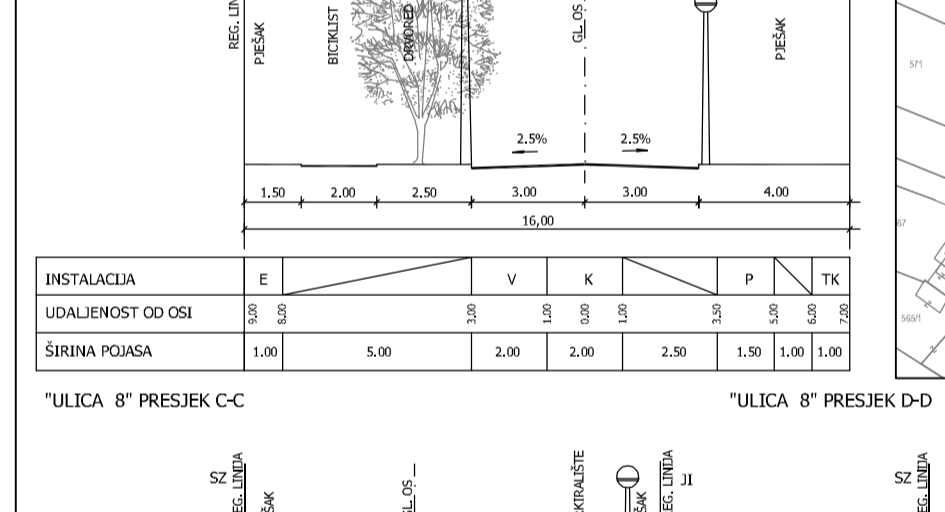 REG. LIN
PJEŠAK
BICIKLIST
DRVORED
GL. OS
PJEŠAK
2.5% 2.5%
1.50 2.00 2.50 3.00 3.00 4.00
16,00
INSTALACIJA E V K P TK
UDALJENOST OD OSI 9.00 8.00 3.00 1.00 0.00 1.00 3.50 5.00 6.00 7.00
ŠIRINA POJASA 1.00 5.00 2.00 2.00 2.50 1.50 1.00 1.00
571
67
565/1
"ULICA 8" PRESJEK C-C
"ULICA 8" PRESJEK D-D
SZ
EG. LINIJA
ŠAK
GL. OS
RKIRALIŠTE
ŠAK
EG. LINIJA
JI
SZ
EG. LINIJA